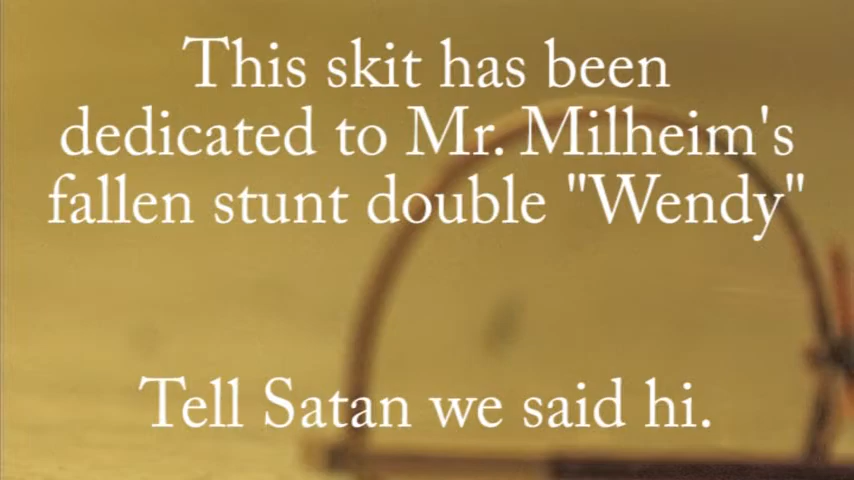 This skit has been
dedicated to Mr. Milheim's
fallen stunt double "Wendy"
Tell Satan we said hi.